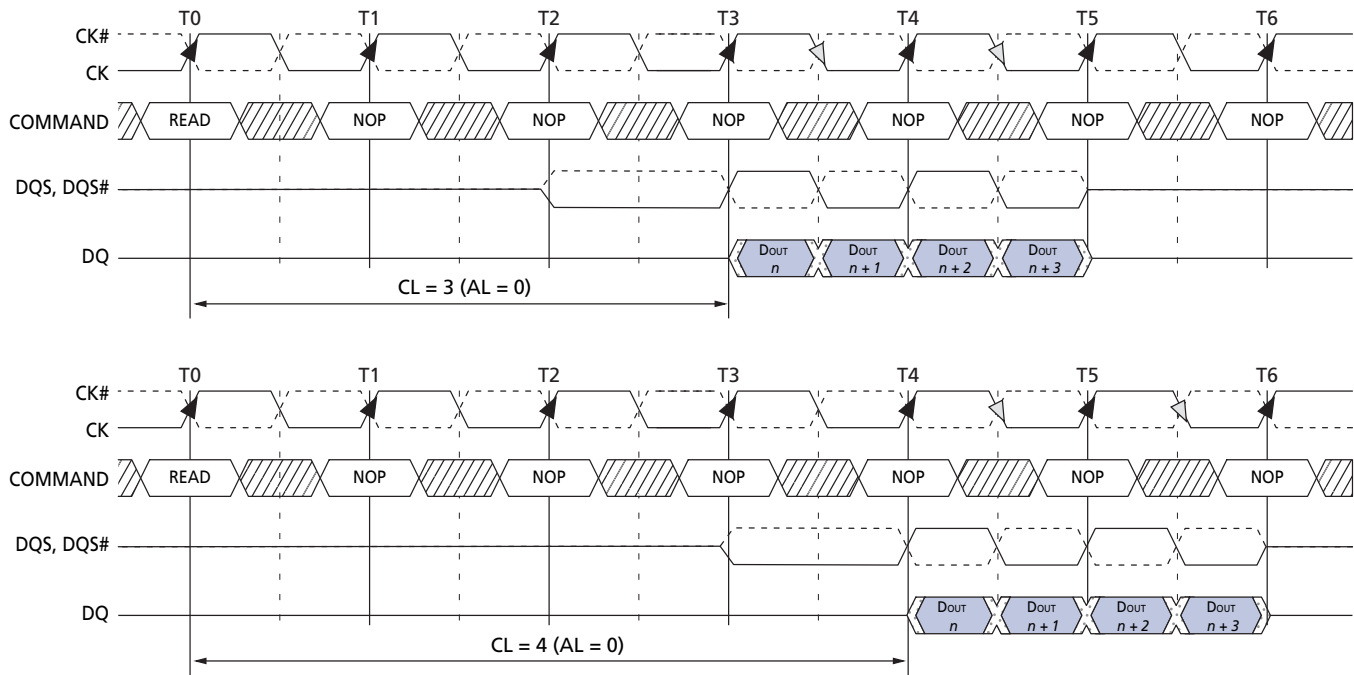 T0 T1 T2 T3 T4 T5 T6
CK#
CK
COMMAND READ NOP NOP NOP NOP NOP NOP
DQS, DQS#
DQ DOUT n DOUT n + 1 DOUT n + 2 DOUT n + 3
CL = 3 (AL = 0)
T0 T1 T2 T3 T4 T5 T6
CK#
CK
COMMAND READ NOP NOP NOP NOP NOP NOP
DQS, DQS#
DQ DOUT n DOUT n + 1 DOUT n + 2 DOUT n + 3
CL = 4 (AL = 0)